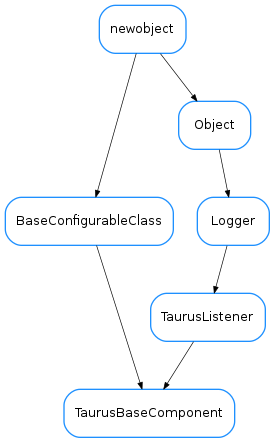 newobject
Object
BaseConfigurableClass
Logger
TaurusListener
TaurusBaseComponent